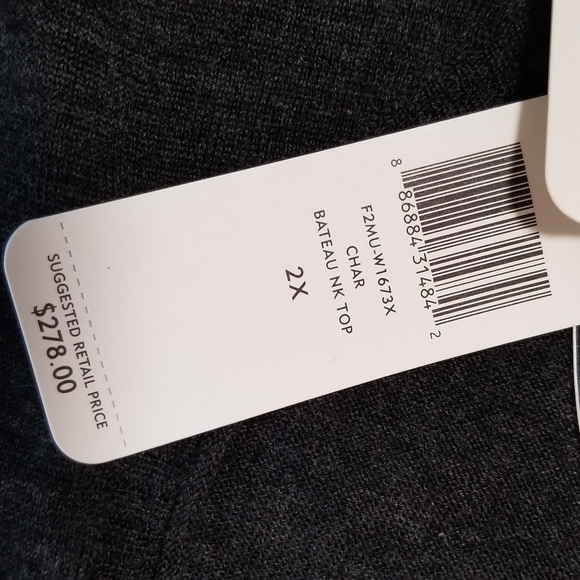 8 86884 31484 2
F2MU-W1673X
CHAR
BATEAU NK TOP
2X
SUGGESTED RETAIL PRICE
$278.00